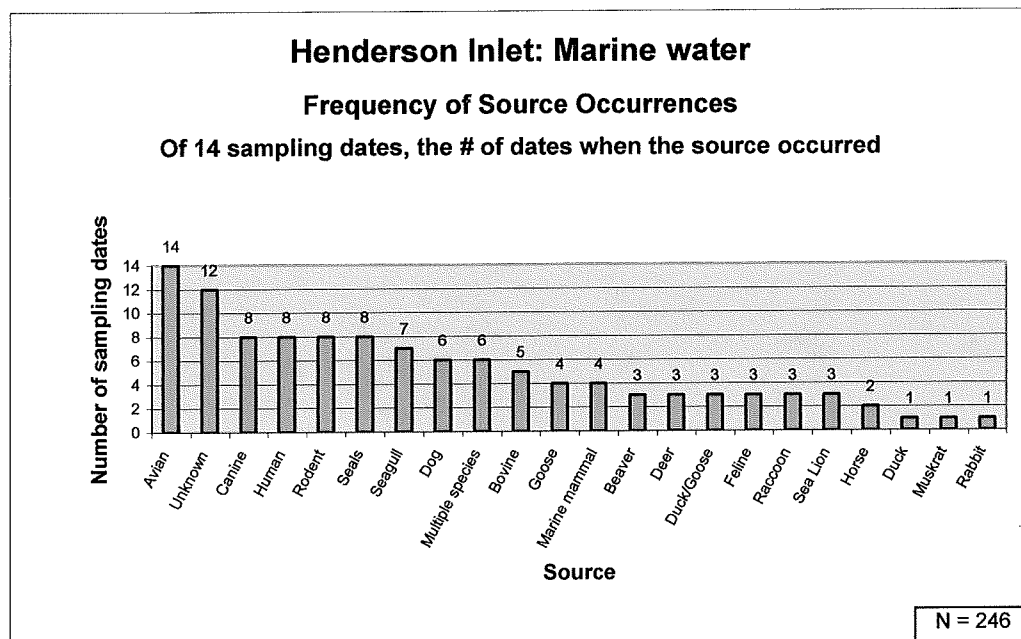 Henderson Inlet: Marine water
Frequency of Source Occurrences
Of 14 sampling dates, the # of dates when the source occurred
Number of sampling dates
14
12
10
8
6
4
2
0
14
12
8
8
8
8
7
6
6
5
4
4
3
3
3
3
3
3
2
1
1
1
Avian
Unknown
Canine
Human
Rodent
Seals
Seagull
Dog
Multiple species
Bovine
Goose
Marine mammal
Beaver
Deer
Duck/Goose
Feline
Raccoon
Sea Lion
Horse
Duck
Muskrat
Rabbit
Source
N = 246